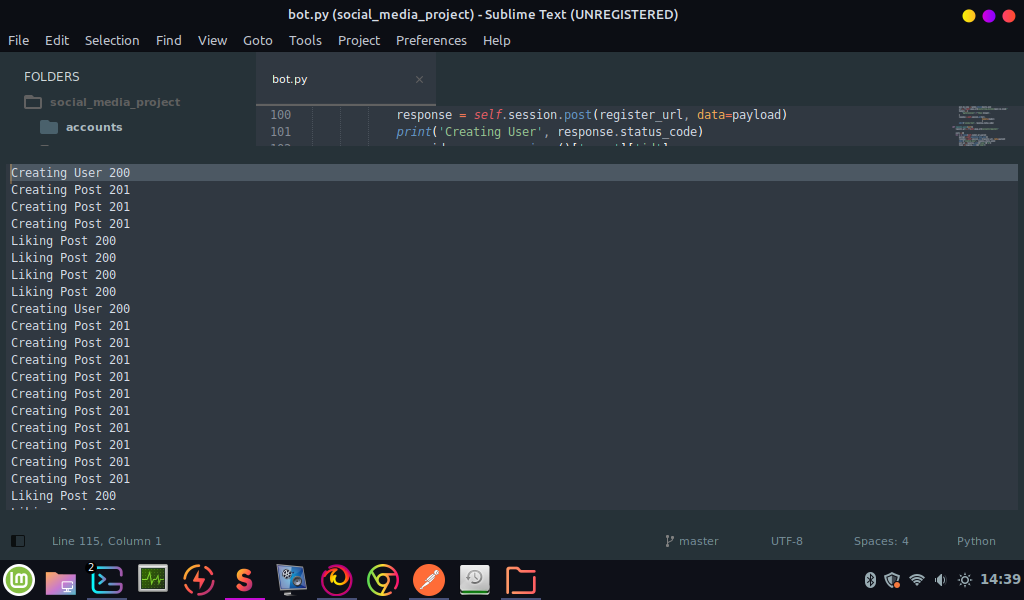 bot.py (social_media_project) - Sublime Text (UNREGISTERED)
File Edit Selection Find View Goto Tools Project Preferences Help
FOLDERS
social_media_project
accounts
bot.py ×
100 response = self.session.post(register_url, data=payload)
101 print('Creating User', response.status_code)
Creating User 200
Creating Post 201
Creating Post 201
Creating Post 201
Liking Post 200
Liking Post 200
Liking Post 200
Liking Post 200
Creating User 200
Creating Post 201
Creating Post 201
Creating Post 201
Creating Post 201
Creating Post 201
Creating Post 201
Creating Post 201
Creating Post 201
Creating Post 201
Creating Post 201
Liking Post 200
Line 115, Column 1 master UTF-8 Spaces: 4 Python
2
14:39